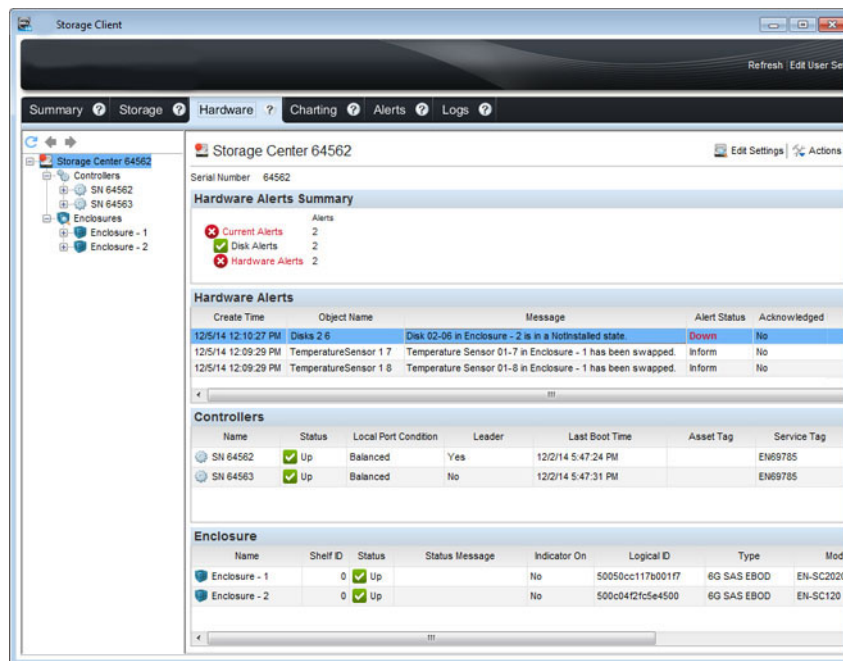 Storage Client
Refresh Edit User Se
Summary ? Storage ? Hardware ? Charting ? Alerts ? Logs ?
Storage Center 64562
Controllers
SN 64562
SN 64563
Enclosures
Enclosure - 1
Enclosure - 2
Storage Center 64562
Edit Settings Actions
Serial Number 64562
Hardware Alerts Summary
Alerts
Current Alerts 2
Disk Alerts 2
Hardware Alerts 2
Hardware Alerts
Create Time Object Name Message Alert Status Acknowledged
12/5/14 12:10:27 PM Disks 2 6 Disk 02-06 in Enclosure - 2 is in a NotInstalled state. Down No
12/5/14 12:09:29 PM TemperatureSensor 1 7 Temperature Sensor 01-7 in Enclosure - 1 has been swapped. Inform No
12/5/14 12:09:29 PM TemperatureSensor 1 8 Temperature Sensor 01-8 in Enclosure - 1 has been swapped. Inform No
Controllers
Name Status Local Port Condition Leader Last Boot Time Asset Tag Service Tag
SN 64562 Up Balanced Yes 12/2/14 5:47:24 PM EN69785
SN 64563 Up Balanced No 12/2/14 5:47:31 PM EN69785
Enclosure
Name Shelf ID Status Status Message Indicator On Logical ID Type Mod
Enclosure - 1 0 Up No 50050cc117b001f7 6G SAS EBOD EN-SC2020
Enclosure - 2 0 Up No 500c04f2fc5e4500 6G SAS EBOD EN-SC120